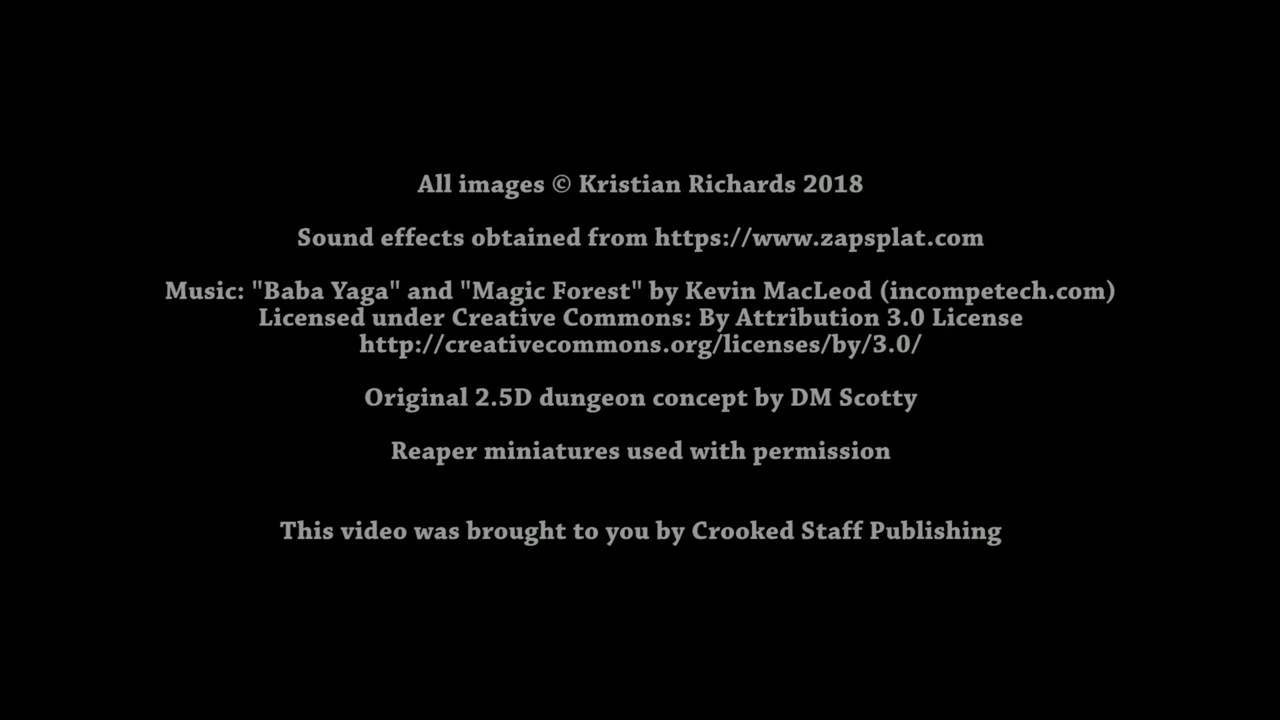 All images © Kristian Richards 2018
Sound effects obtained from https://www.zapsplat.com
Music: "Baba Yaga" and "Magic Forest" by Kevin MacLeod (incompetech.com)
Licensed under Creative Commons: By Attribution 3.0 License
http://creativecommons.org/licenses/by/3.0/
Original 2.5D dungeon concept by DM Scotty
Reaper miniatures used with permission
This video was brought to you by Crooked Staff Publishing